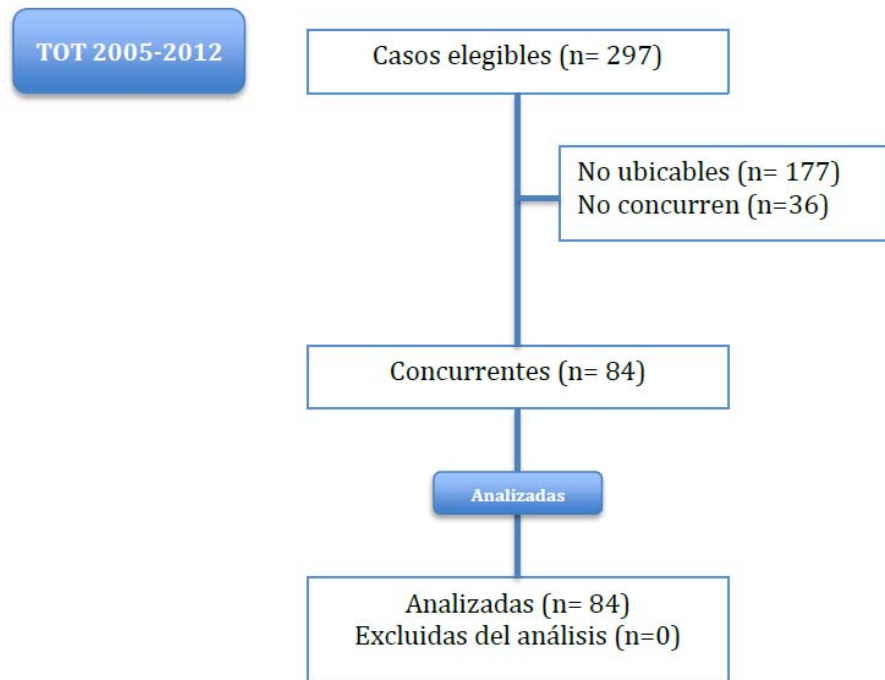 TOT 2005-2012
Casos elegibles (n= 297)
No ubicables (n= 177)
No concurren (n=36)
Concurrentes (n= 84)
Analizadas
Analizadas (n= 84)
Excluidas del análisis (n=0)